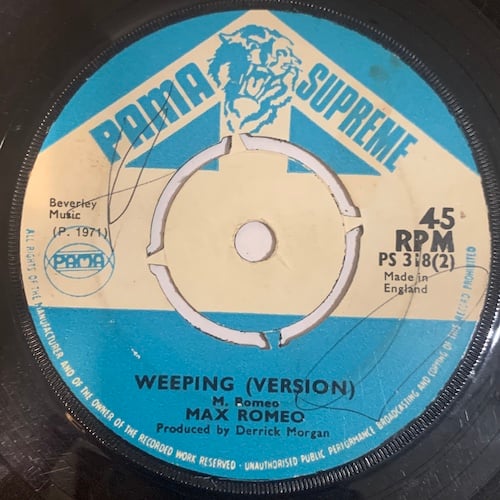 PAMA SUPREME
Beverley
Music
(P. 1971)
PAMA
45
RPM
PS 318(2)
Made in
England
WEEPING (VERSION)
M. Romeo
MAX ROMEO
Produced by Derrick Morgan
ALL RIGHTS OF THE MANUFACTURER AND OF THE OWNER OF THE RECORDED WORK RESERVED - UNAUTHORISED PUBLIC PERFORMANCE BROADCASTING AND COPYING OF THIS RECORD PROHIBITED